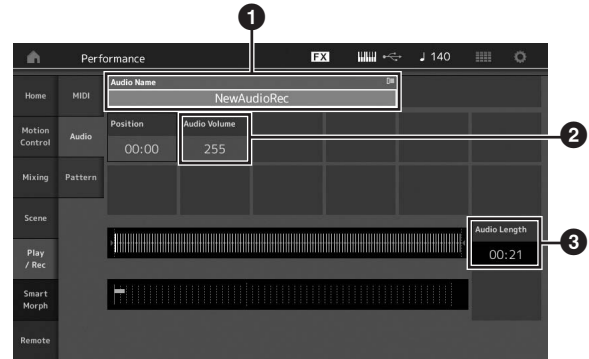 1
Performance
FX
♩ 140
Home
MIDI
Audio Name
NewAudioRec
Motion
Control
Audio
Position
00:00
Audio Volume
255
2
Mixing
Pattern
Scene
Play
/ Rec
Audio Length
00:21
3
Smart
Morph
Remote